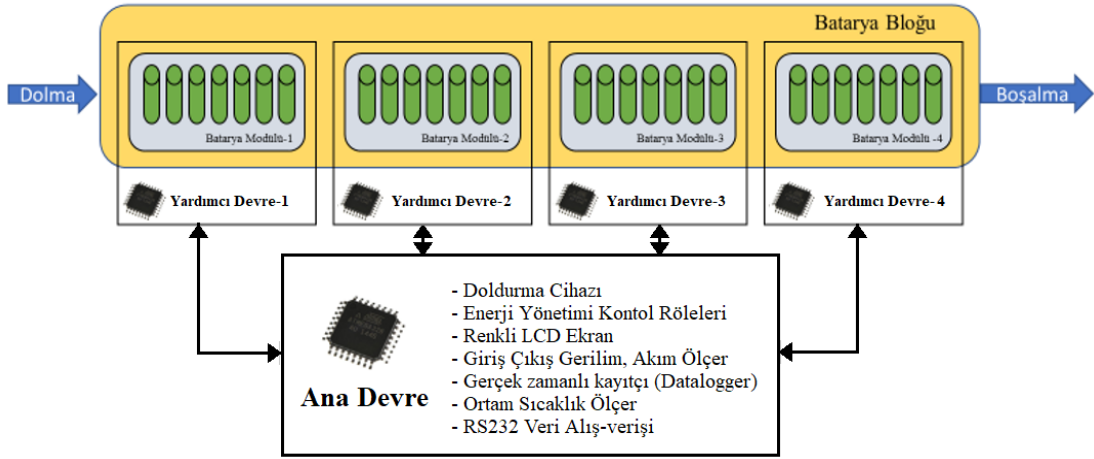 Batarya Bloğu
Dolma
Boşalma
Batarya Modülü-1
Batarya Modülü-2
Batarya Modülü-3
Batarya Modülü -4
Yardımcı Devre-1
Yardımcı Devre-2
Yardımcı Devre-3
Yardımcı Devre- 4
Ana Devre
- Doldurma Cihazı
- Enerji Yönetimi Kontol Röleleri
- Renkli LCD Ekran
- Giriş Çıkış Gerilim, Akım Ölçer
- Gerçek zamanlı kayıtçı (Datalogger)
- Ortam Sıcaklık Ölçer
- RS232 Veri Alış-verişi